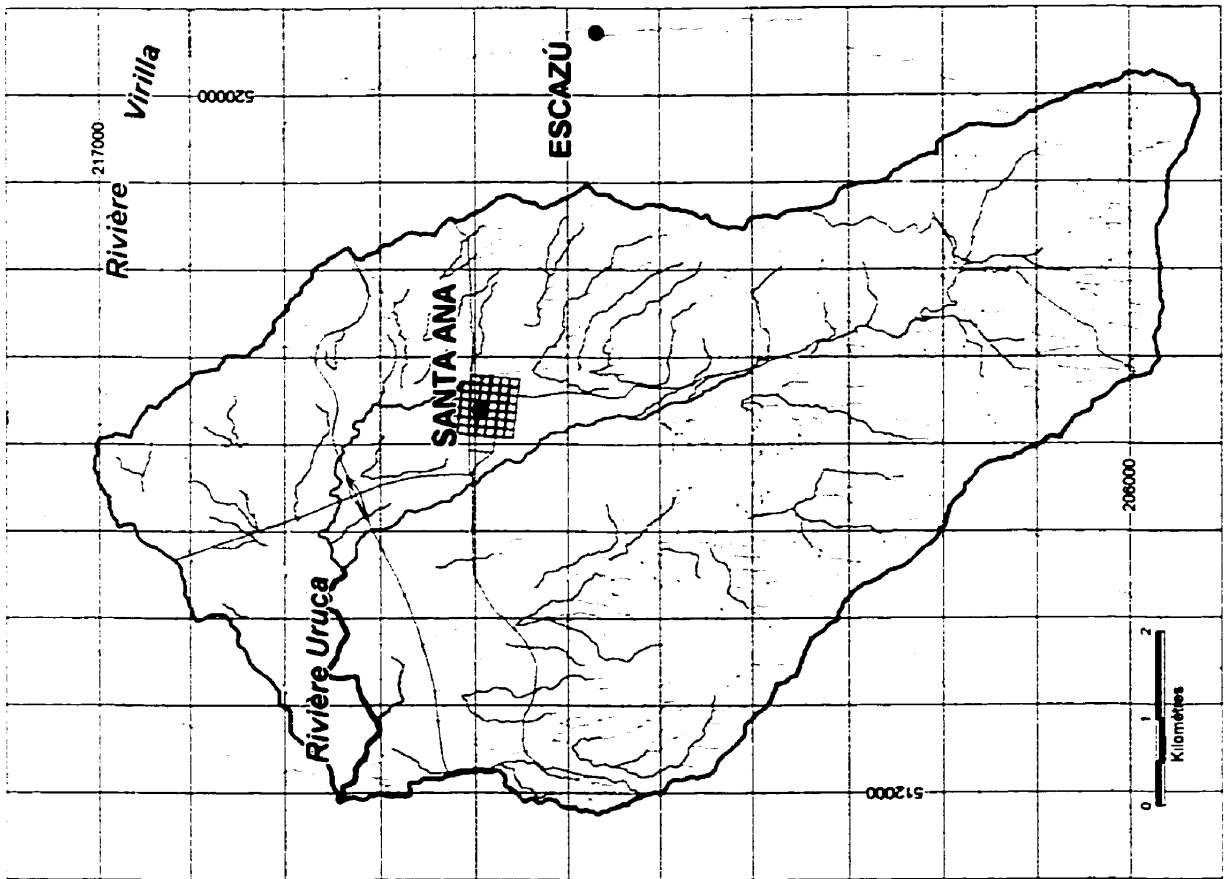 217000
Rivière Virilla
520000
ESCAZÚ
SANTA ANA
Rivière Uruca
512000
206000
0 1 2
Kilomètres